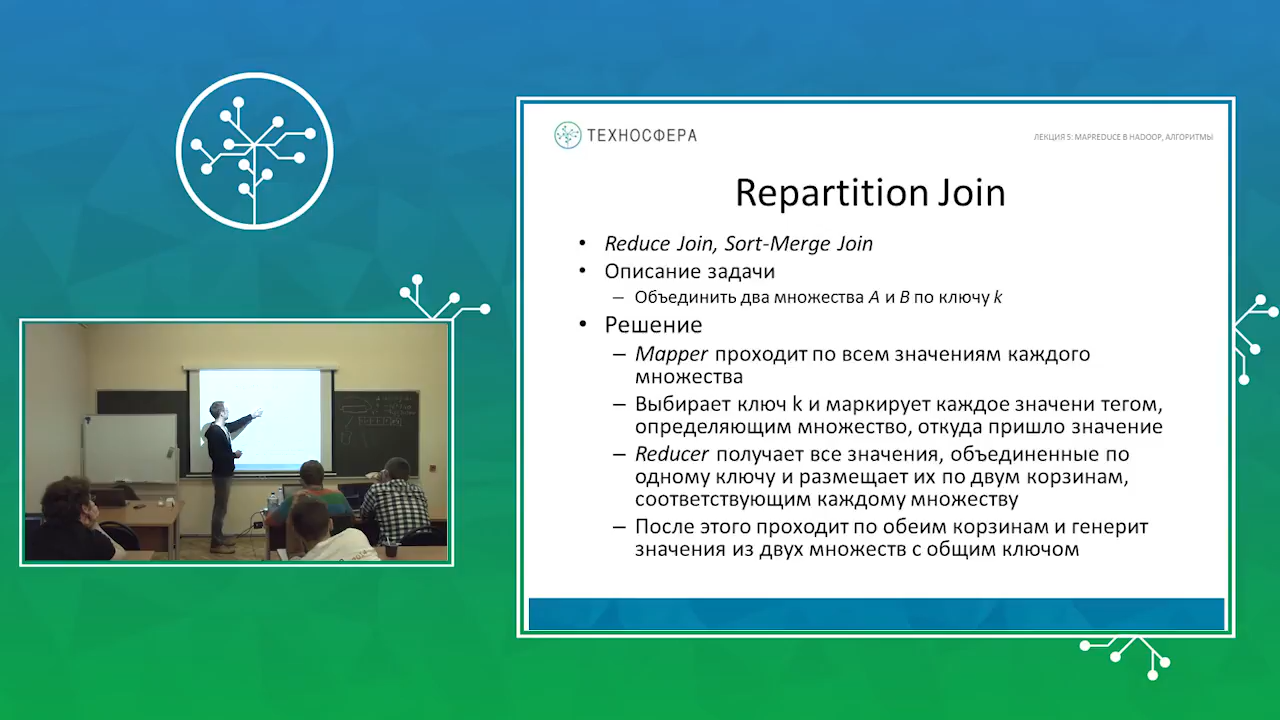 ТЕХНОСФЕРА
ЛЕКЦИЯ 5: MAPREDUCE В HADOOP, АЛГОРИТМЫ
Repartition Join
• Reduce Join, Sort-Merge Join
• Описание задачи
– Объединить два множества A и B по ключу k
• Решение
– Mapper проходит по всем значениям каждого
множества
– Выбирает ключ k и маркирует каждое значени тегом,
определяющим множество, откуда пришло значение
– Reducer получает все значения, объединенные по
одному ключу и размещает их по двум корзинам,
соответствующим каждому множеству
– После этого проходит по обеим корзинам и генерит
значения из двух множеств с общим ключом